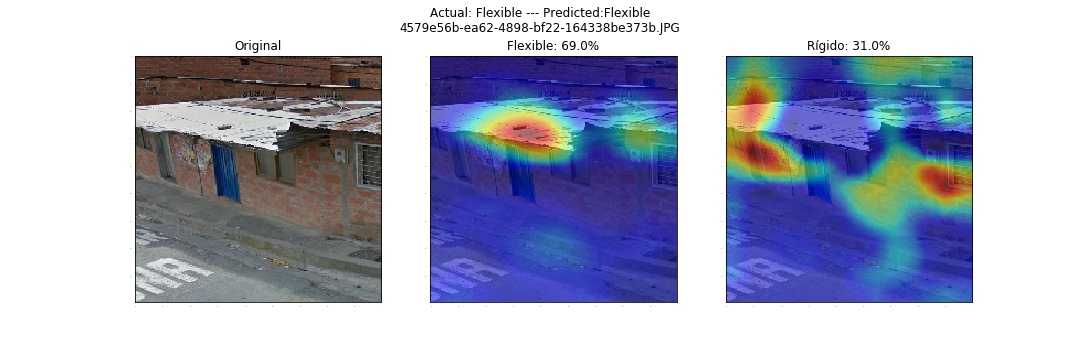 Actual: Flexible --- Predicted:Flexible
4579e56b-ea62-4898-bf22-164338be373b.JPG
Original
Flexible: 69.0%
Rígido: 31.0%